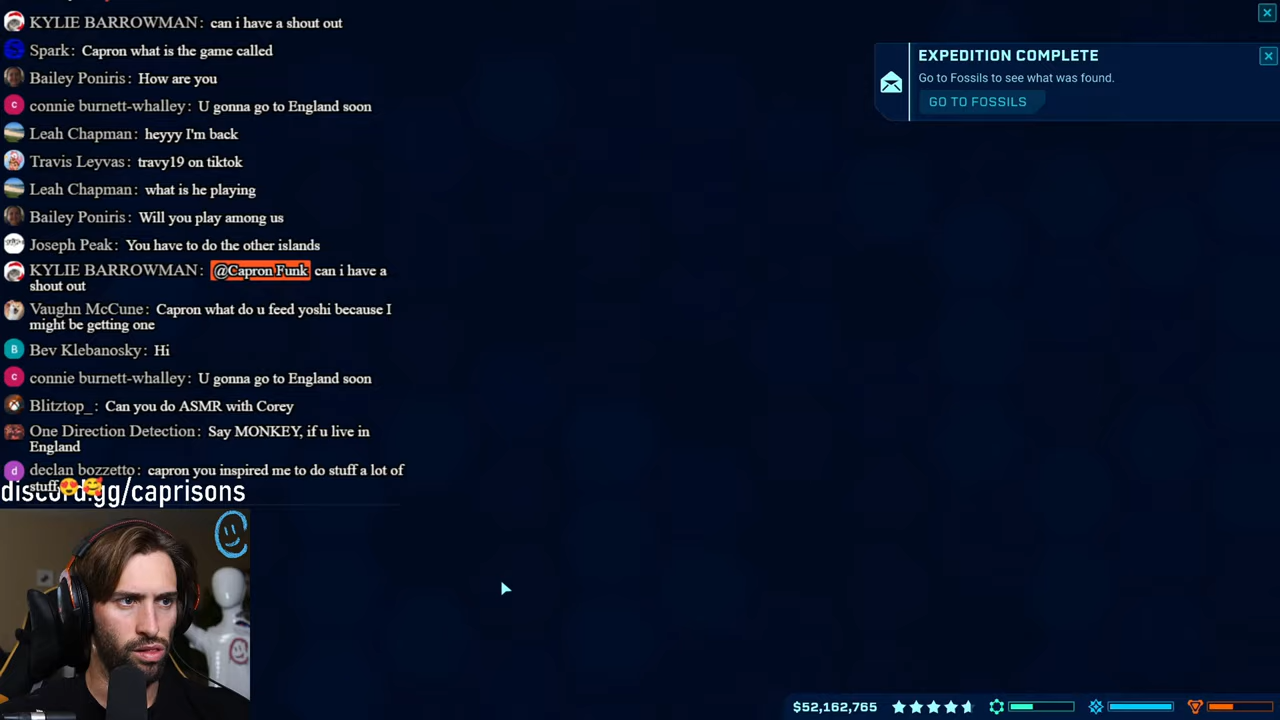 KYLIE BARROWMAN: can i have a shout out
Spark: Capron what is the game called
Bailey Poniris: How are you
connie burnett-whalley: U gonna go to England soon
Leah Chapman: heyyy I'm back
Travis Leyvas: travy19 on tiktok
Leah Chapman: what is he playing
Bailey Poniris: Will you play among us
Joseph Peak: You have to do the other islands
KYLIE BARROWMAN: @Capron Funk can i have a
shout out
Vaughn McCune: Capron what do u feed yoshi because I
might be getting one
B Bev Klebanosky: Hi
c connie burnett-whalley: U gonna go to England soon
Blitztop_: Can you do ASMR with Corey
One Direction Detection: Say MONKEY, if u live in
England
d declan bozzetto: capron you inspired me to do stuff a lot of
stuff😍🥰
discord.gg/caprisons
EXPEDITION COMPLETE
Go to Fossils to see what was found.
GO TO FOSSILS
$52,162,765